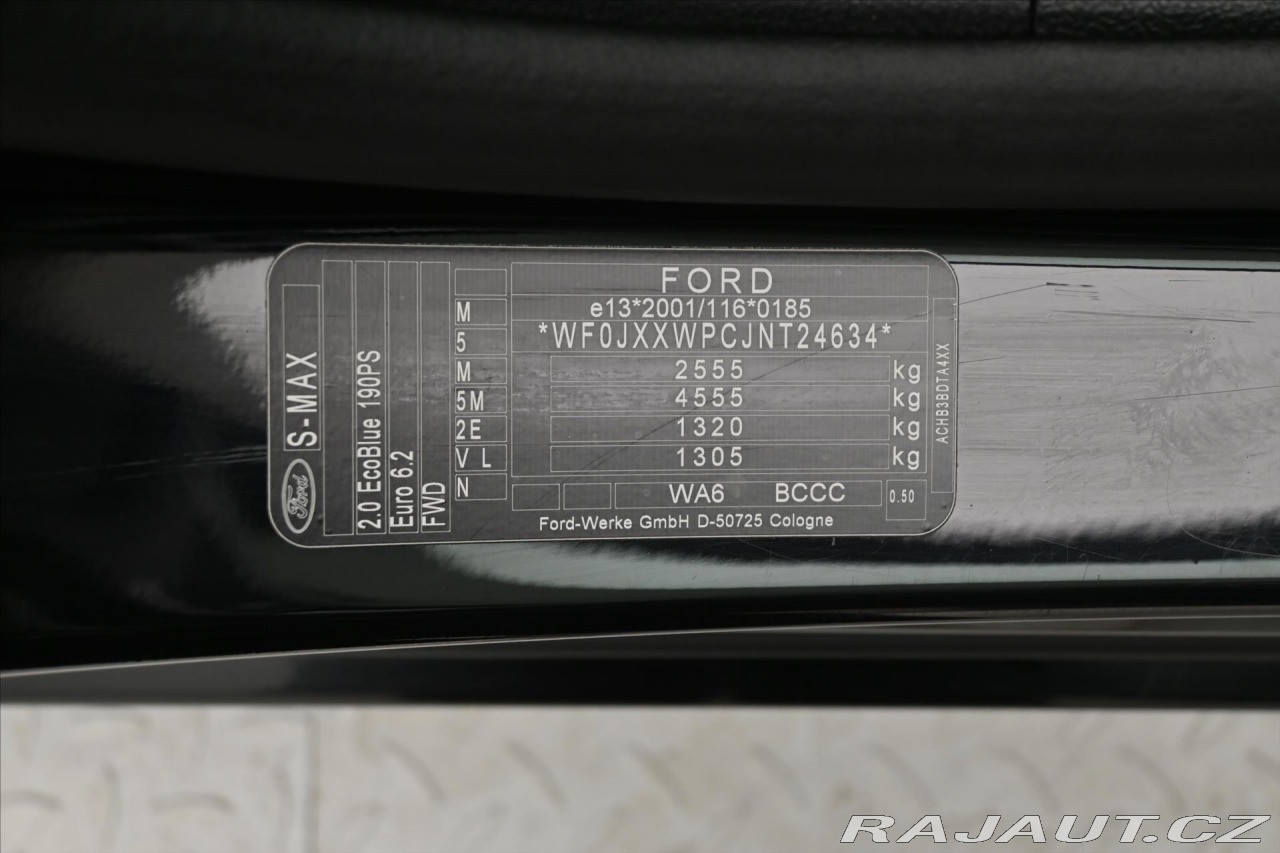 FORD
e13*2001/116*0185
*WF0JXXWPCJNT24634*
2555 kg
4555 kg
1320 kg
1305 kg
WA6 BCCC 0.50
Ford-Werke GmbH D-50725 Cologne
M
5
M
5M
2E
V L
N
Ford S-MAX
2.0 EcoBlue 190PS
Euro 6.2
FWD
ACHB3BDTA4XX
RAJAUT.CZ